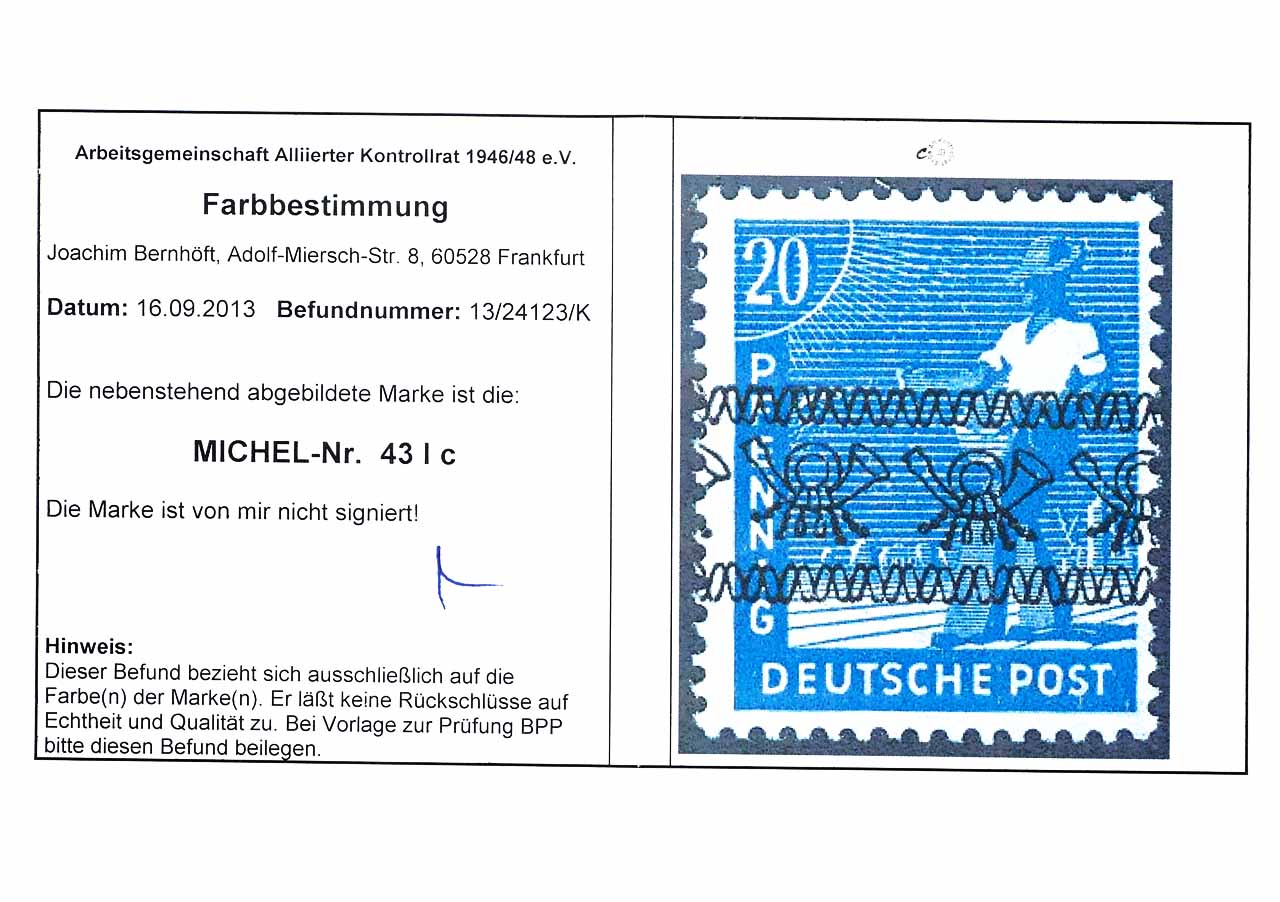 Arbeitsgemeinschaft Alliierter Kontrollrat 1946/48 e.V.
Farbbestimmung
Joachim Bernhöft, Adolf-Miersch-Str. 8, 60528 Frankfurt
Datum: 16.09.2013 Befundnummer: 13/24123/K
Die nebenstehend abgebildete Marke ist die:
MICHEL-Nr. 43 I c
Die Marke ist von mir nicht signiert!
Hinweis:
Dieser Befund bezieht sich ausschließlich auf die
Farbe(n) der Marke(n). Er läßt keine Rückschlüsse auf
Echtheit und Qualität zu. Bei Vorlage zur Prüfung BPP
bitte diesen Befund beilegen.
20
PFENNIG
DEUTSCHE POST